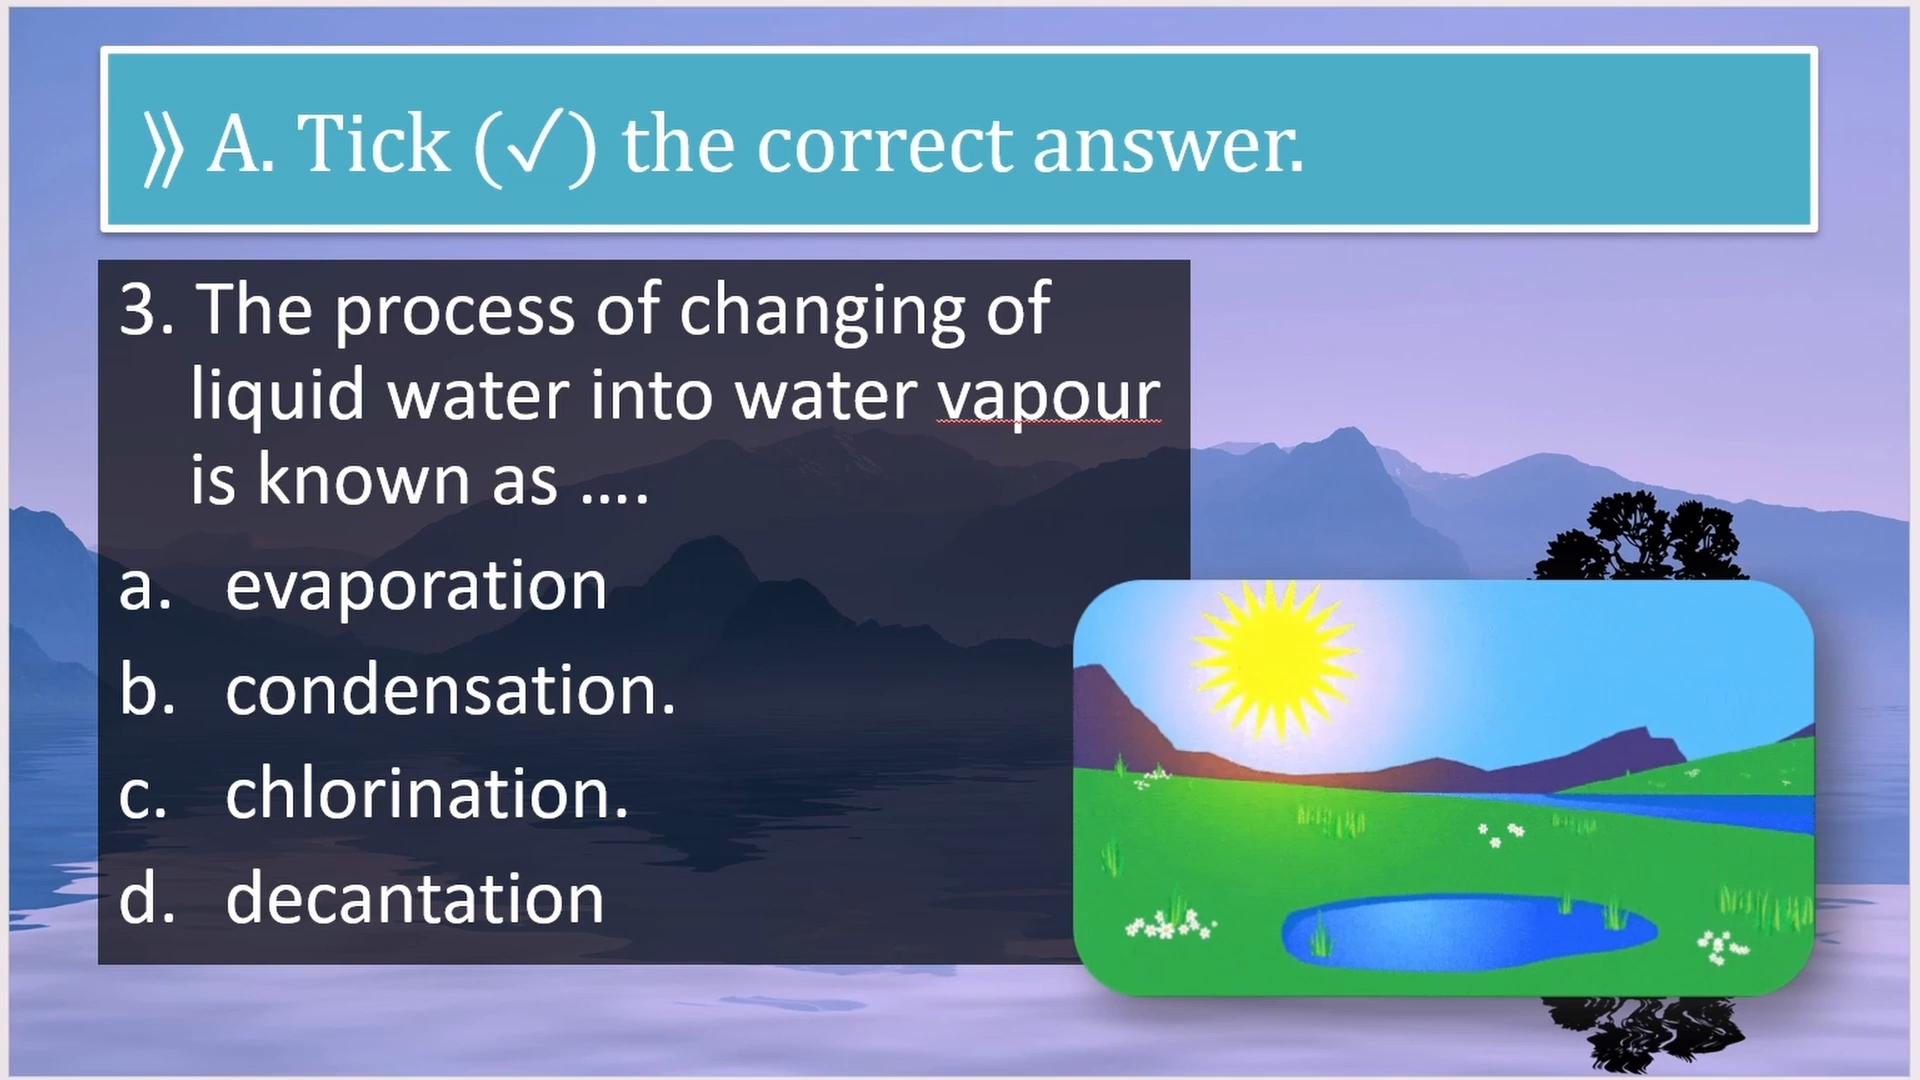 ⟫ A. Tick (✓) the correct answer.
3. The process of changing of
liquid water into water vapour
is known as ....
a. evaporation
b. condensation.
c. chlorination.
d. decantation